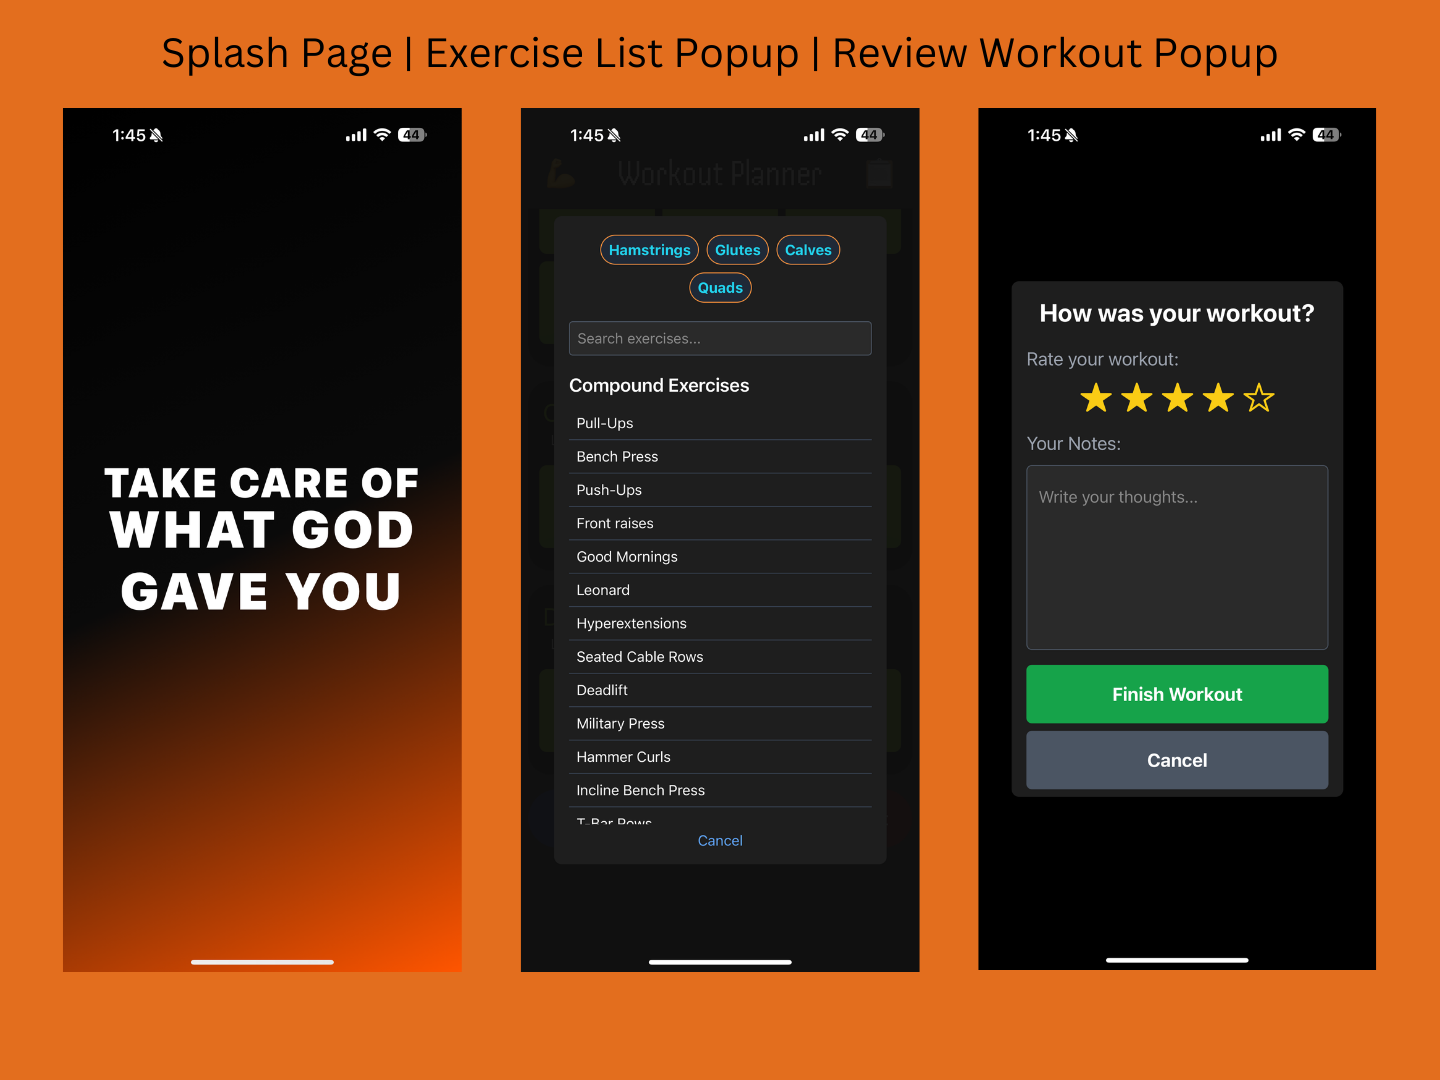 Splash Page | Exercise List Popup | Review Workout Popup
1:45
44
TAKE CARE OF
WHAT GOD
GAVE YOU
1:45
44
Workout Planner
Hamstrings Glutes Calves
Quads
Search exercises...
Compound Exercises
Pull-Ups
Bench Press
Push-Ups
Front raises
Good Mornings
Leonard
Hyperextensions
Seated Cable Rows
Deadlift
Military Press
Hammer Curls
Incline Bench Press
T-Bar Rows
Cancel
1:45
44
How was your workout?
Rate your workout:
Your Notes:
Write your thoughts...
Finish Workout
Cancel